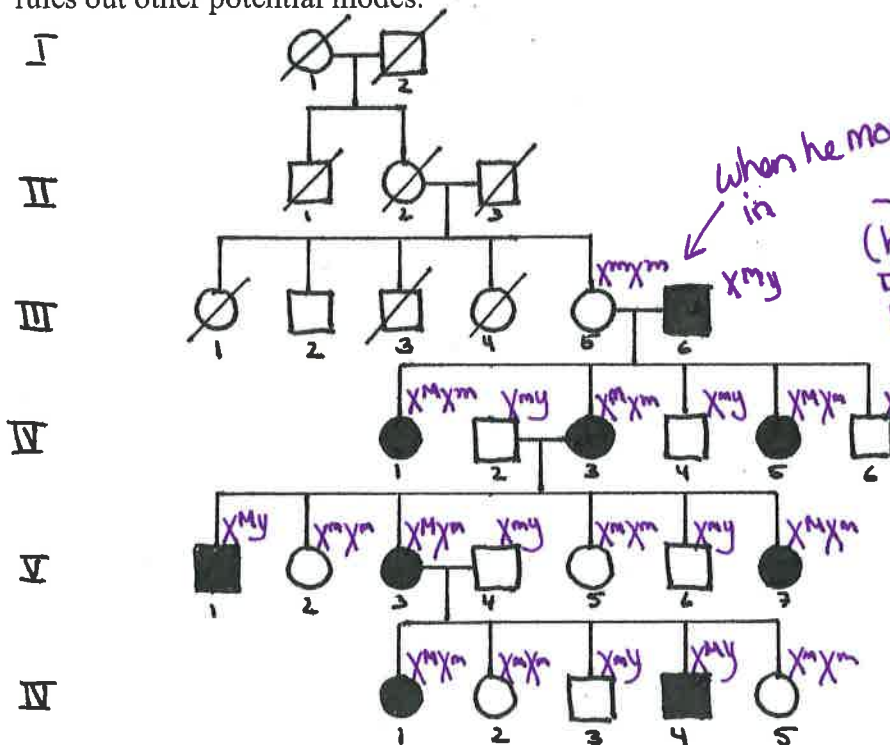 rules out other potential modes.
I
1 2
when he mo
in
II
1 2 3
(
XᵐXᵐ
XᴹY
III
1 2 3 4 5 6
XᴹXᵐ XᵐY XᴹXᵐ XᵐY XᴹXᵐ X
IV
1 2 3 4 5 6
XᴹY XᵐXᵐ XᴹXᵐ XᵐY XᵐXᵐ XᵐY XᴹXᵐ
V
1 2 3 4 5 6 7
XᴹXᵐ XᵐXᵐ XᵐY XᴹY XᵐXᵐ
IV
1 2 3 4 5